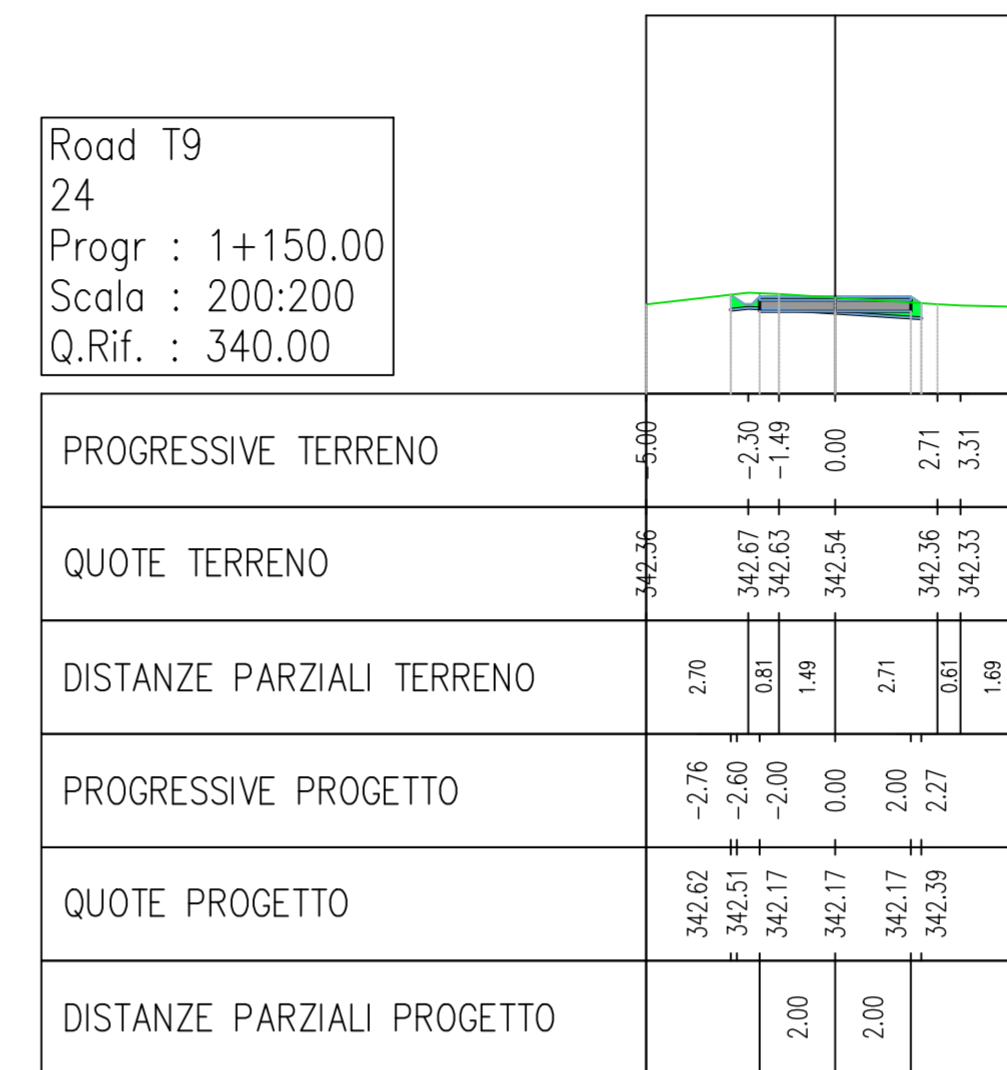 Road T9
24
Progr : 1+150.00
Scala : 200:200
Q.Rif. : 340.00
PROGRESSIVE TERRENO -5.00 -2.30 -1.49 0.00 2.71 3.31
QUOTE TERRENO 342.36 342.67 342.63 342.54 342.36 342.33
DISTANZE PARZIALI TERRENO 2.70 0.81 1.49 2.71 0.61 1.69
PROGRESSIVE PROGETTO -2.76 -2.60 -2.00 0.00 2.00 2.27
QUOTE PROGETTO 342.62 342.51 342.17 342.17 342.17 342.39
DISTANZE PARZIALI PROGETTO 2.00 2.00